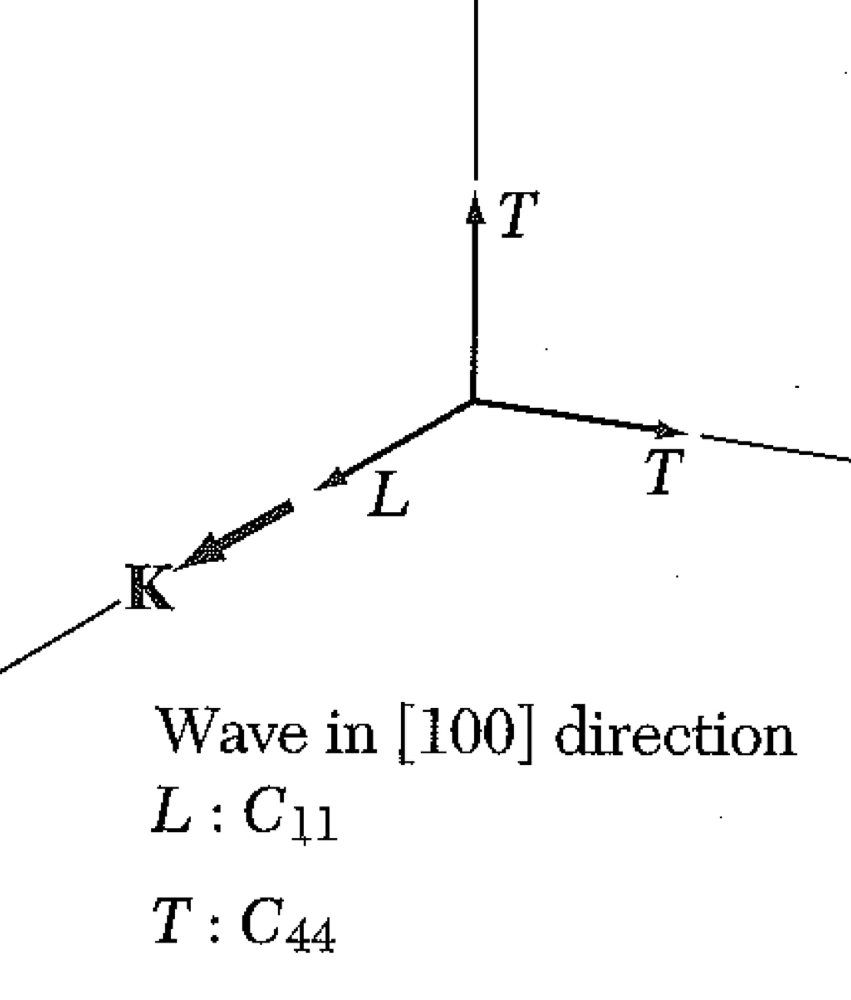 T
T
L
K
Wave in [100] direction
L : C₁₁
T : C₄₄